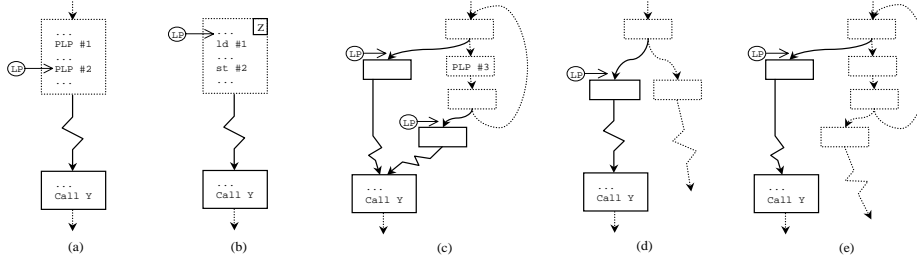 ...
PLP #1
...
LP
PLP #2
...
...
Call Y
(a)
Z
LP
...
ld #1
...
st #2
...
...
Call Y
(b)
LP
PLP #3
LP
...
Call Y
(c)
LP
...
Call Y
(d)
LP
...
Call Y
(e)